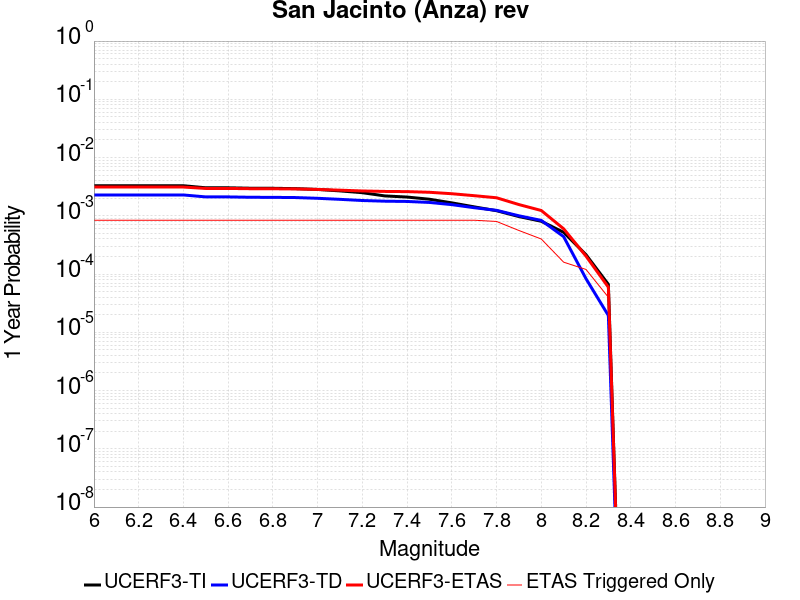 San Jacinto (Anza) rev
1 Year Probability
10^0
10^-1
10^-2
10^-3
10^-4
10^-5
10^-6
10^-7
10^-8
6 6.2 6.4 6.6 6.8 7 7.2 7.4 7.6 7.8 8 8.2 8.4 8.6 8.8 9
Magnitude
UCERF3-TI UCERF3-TD UCERF3-ETAS ETAS Triggered Only